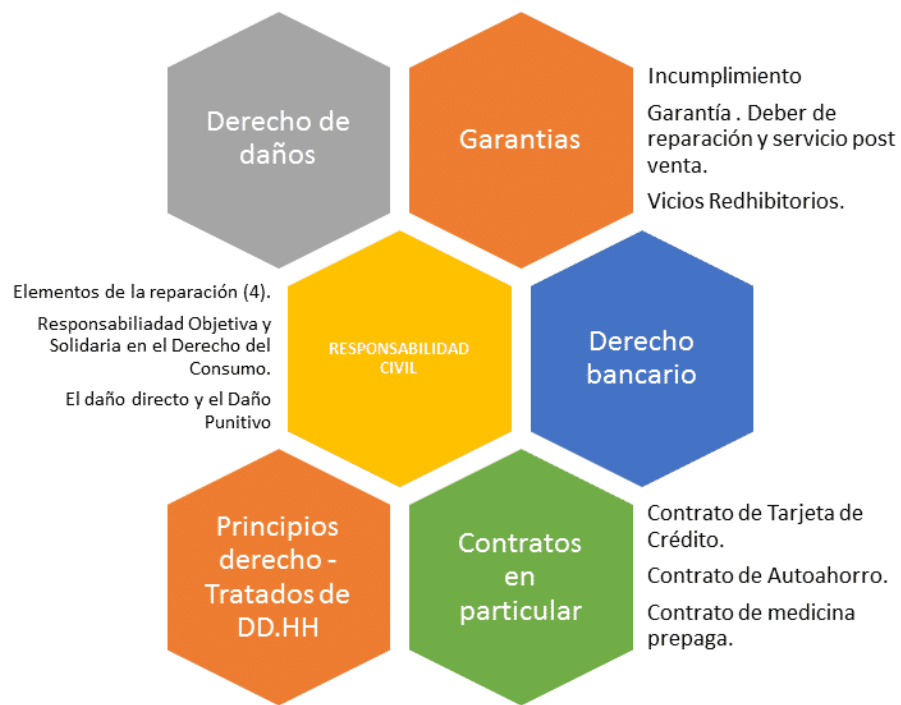 Derecho de
daños
Garantias
Incumplimiento
Garantía . Deber de
reparación y servicio post
venta.
Vicios Redhibitorios.
Elementos de la reparación (4).
Responsabiliadad Objetiva y
Solidaria en el Derecho del
Consumo.
El daño directo y el Daño
Punitivo
RESPONSABILIDAD
CIVIL
Derecho
bancario
Principios
derecho -
Tratados de
DD.HH
Contratos
en
particular
Contrato de Tarjeta de
Crédito.
Contrato de Autoahorro.
Contrato de medicina
prepaga.